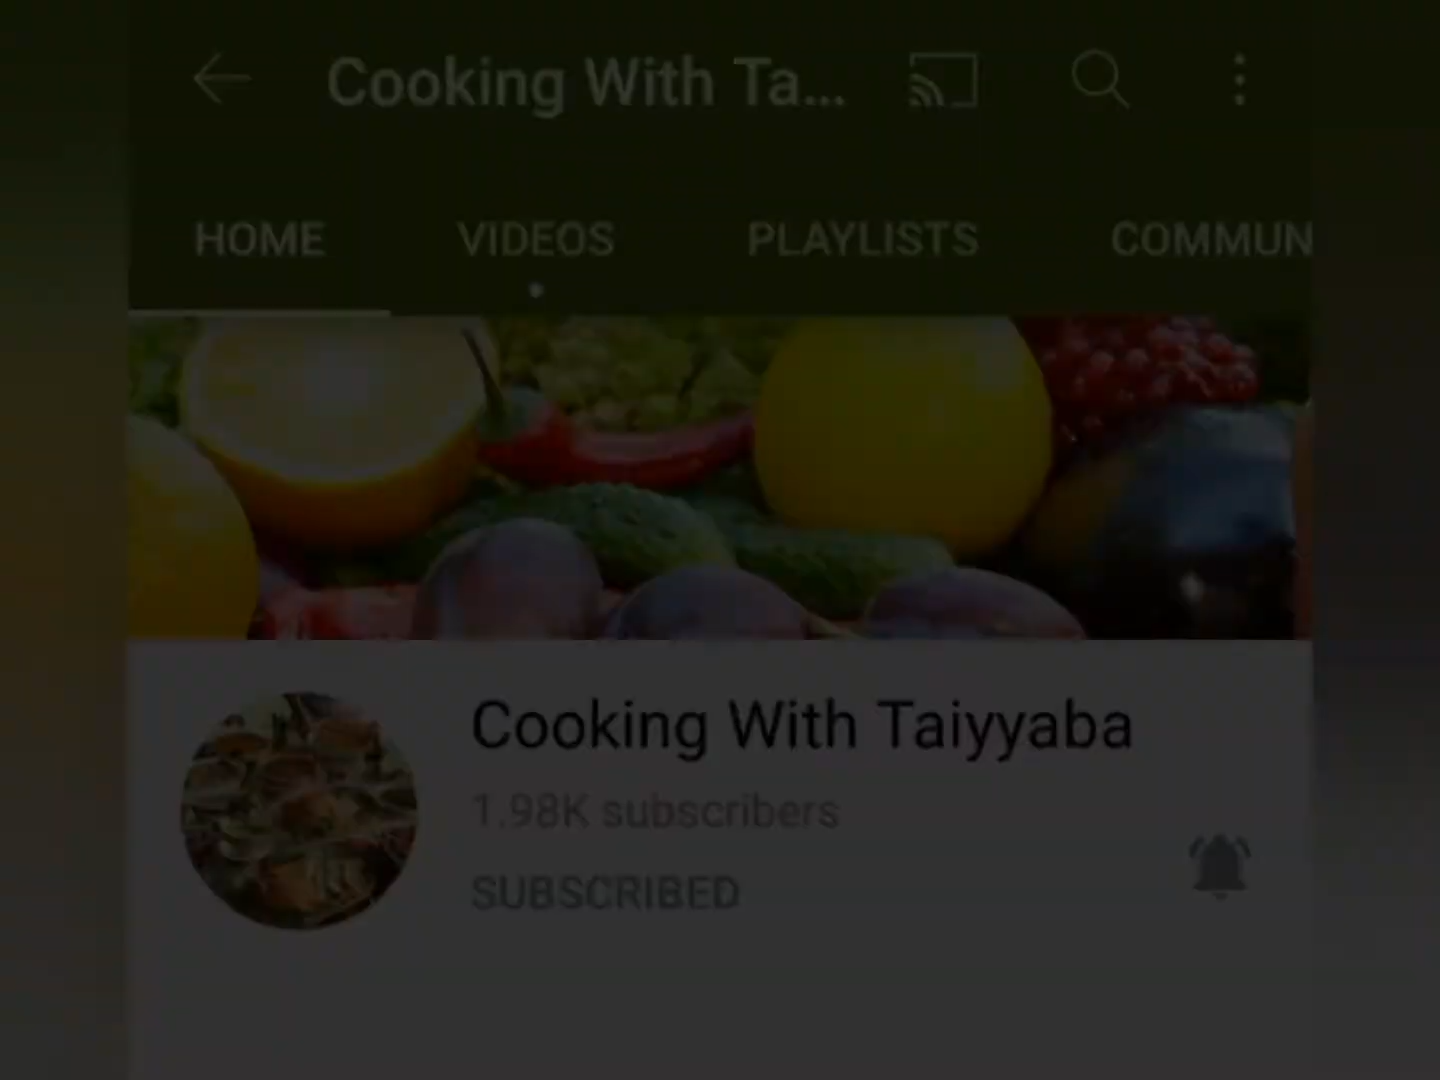 Cooking With Ta...
HOME VIDEOS PLAYLISTS COMMUN
Cooking With Taiyyaba
1.98K subscribers
SUBSCRIBED